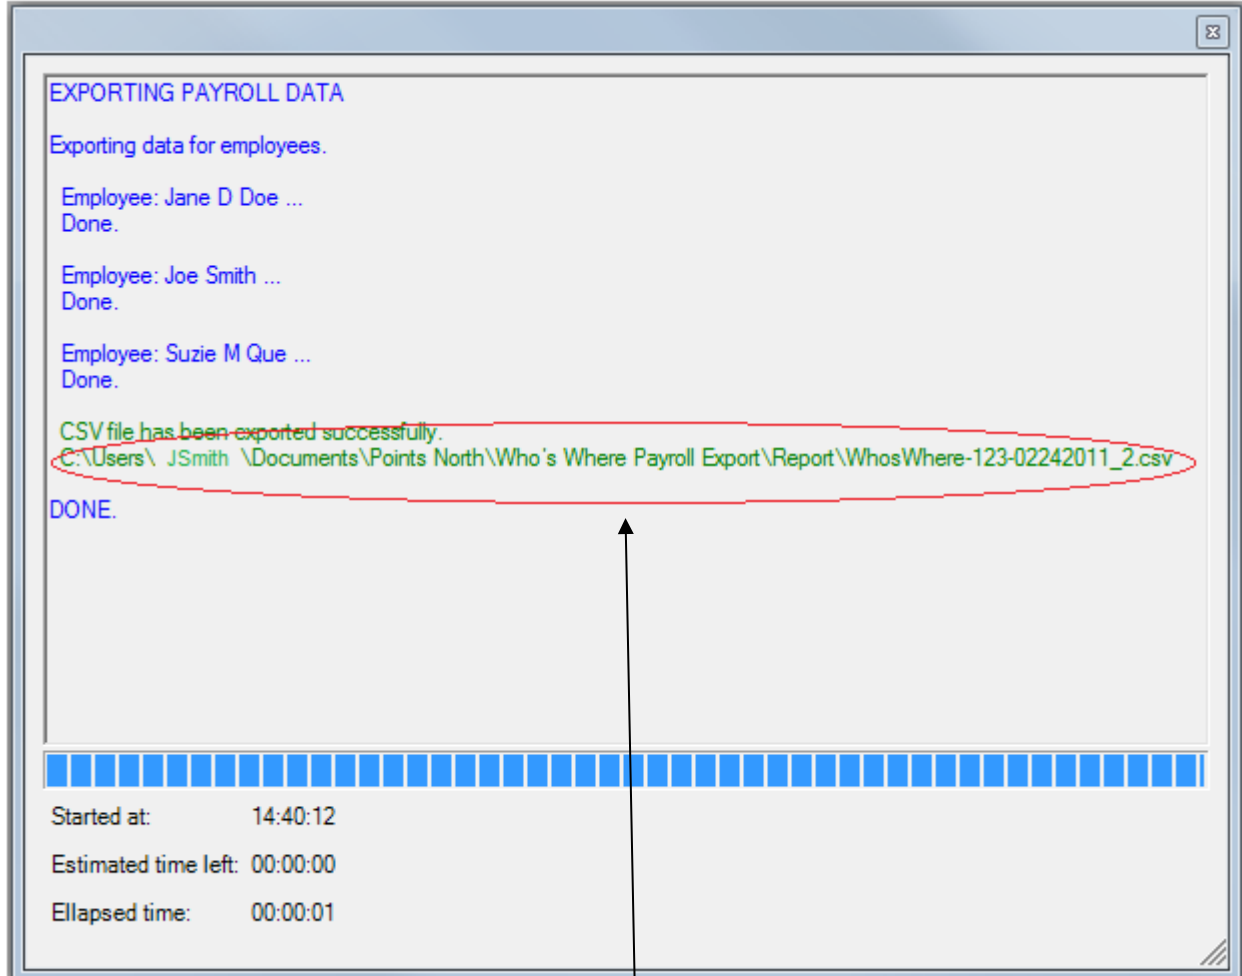 EXPORTING PAYROLL DATA
Exporting data for employees.
Employee: Jane D Doe ...
Done.
Employee: Joe Smith ...
Done.
Employee: Suzie M Que ...
Done.
CSV file has been exported successfully.
C:\Users\ JSmith \Documents\Points North\Who's Where Payroll Export\Report\WhosWhere-123-02242011_2.csv
DONE.
Started at: 14:40:12
Estimated time left: 00:00:00
Ellapsed time: 00:00:01